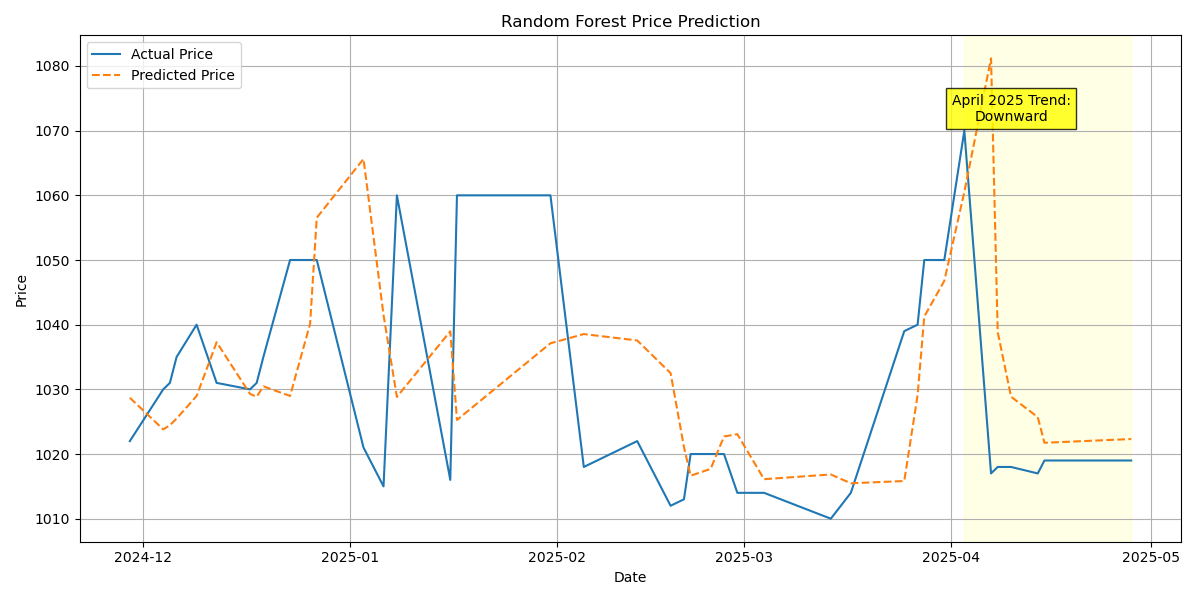 Random Forest Price Prediction
Actual Price
Predicted Price
April 2025 Trend:
Downward
Price
1080
1070
1060
1050
1040
1030
1020
1010
2024-12
2025-01
2025-02
2025-03
2025-04
2025-05
Date